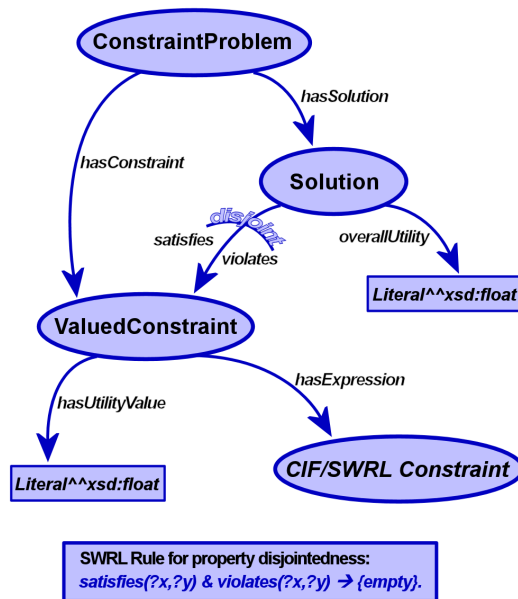 ConstraintProblem
hasSolution
hasConstraint
Solution
disjoint
satisfies
violates
overallUtility
Literal^^xsd:float
ValuedConstraint
hasExpression
hasUtilityValue
CIF/SWRL Constraint
Literal^^xsd:float
SWRL Rule for property disjointedness:
satisfies(?x,?y) & violates(?x,?y) → {empty}.